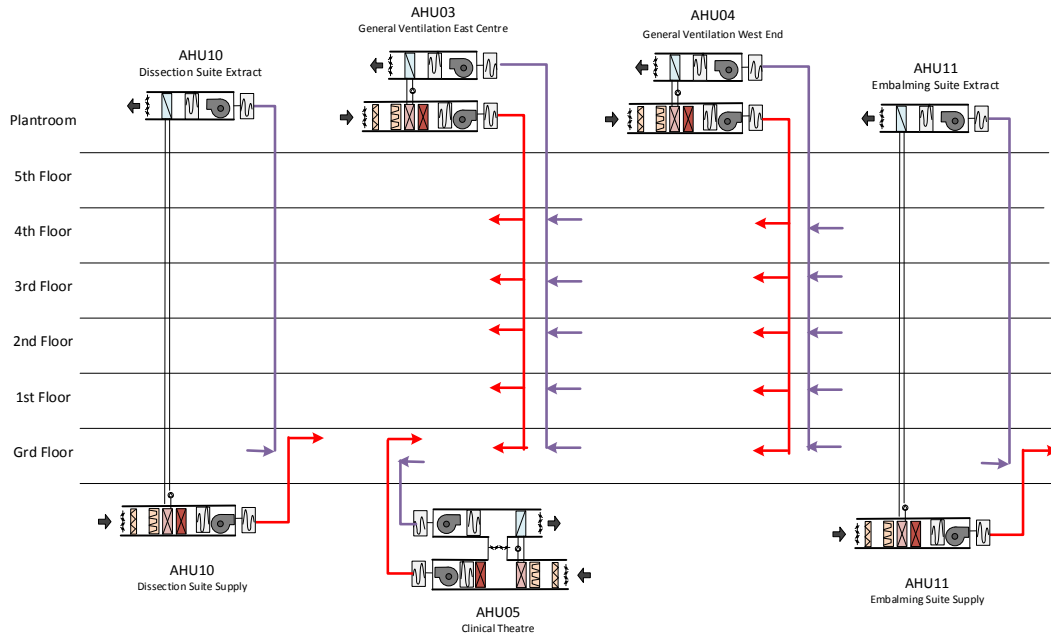 AHU03
General Ventilation East Centre
AHU04
General Ventilation West End
AHU10
Dissection Suite Extract
AHU11
Embalming Suite Extract
Plantroom
5th Floor
4th Floor
3rd Floor
2nd Floor
1st Floor
Grd Floor
AHU10
Dissection Suite Supply
AHU05
Clinical Theatre
AHU11
Embalming Suite Supply